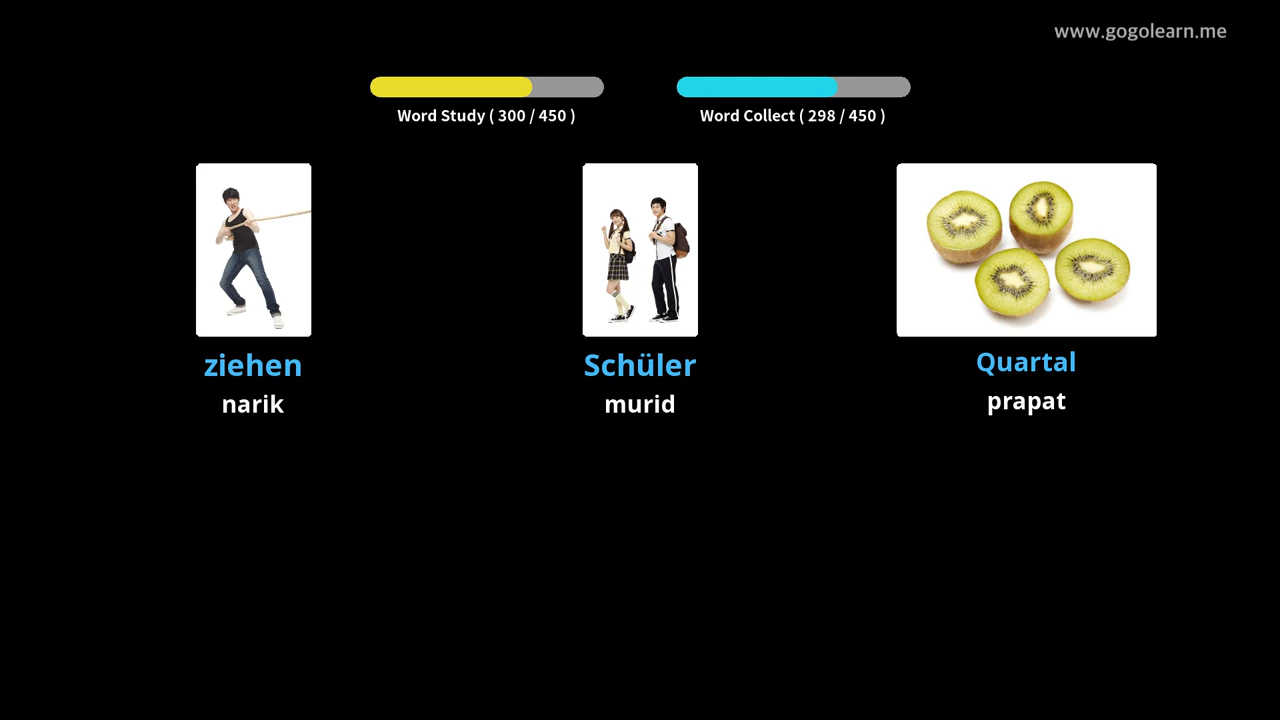 www.gogolearn.me
Word Study ( 300 / 450 )
Word Collect ( 298 / 450 )
ziehen
narik
Schüler
murid
Quartal
prapat